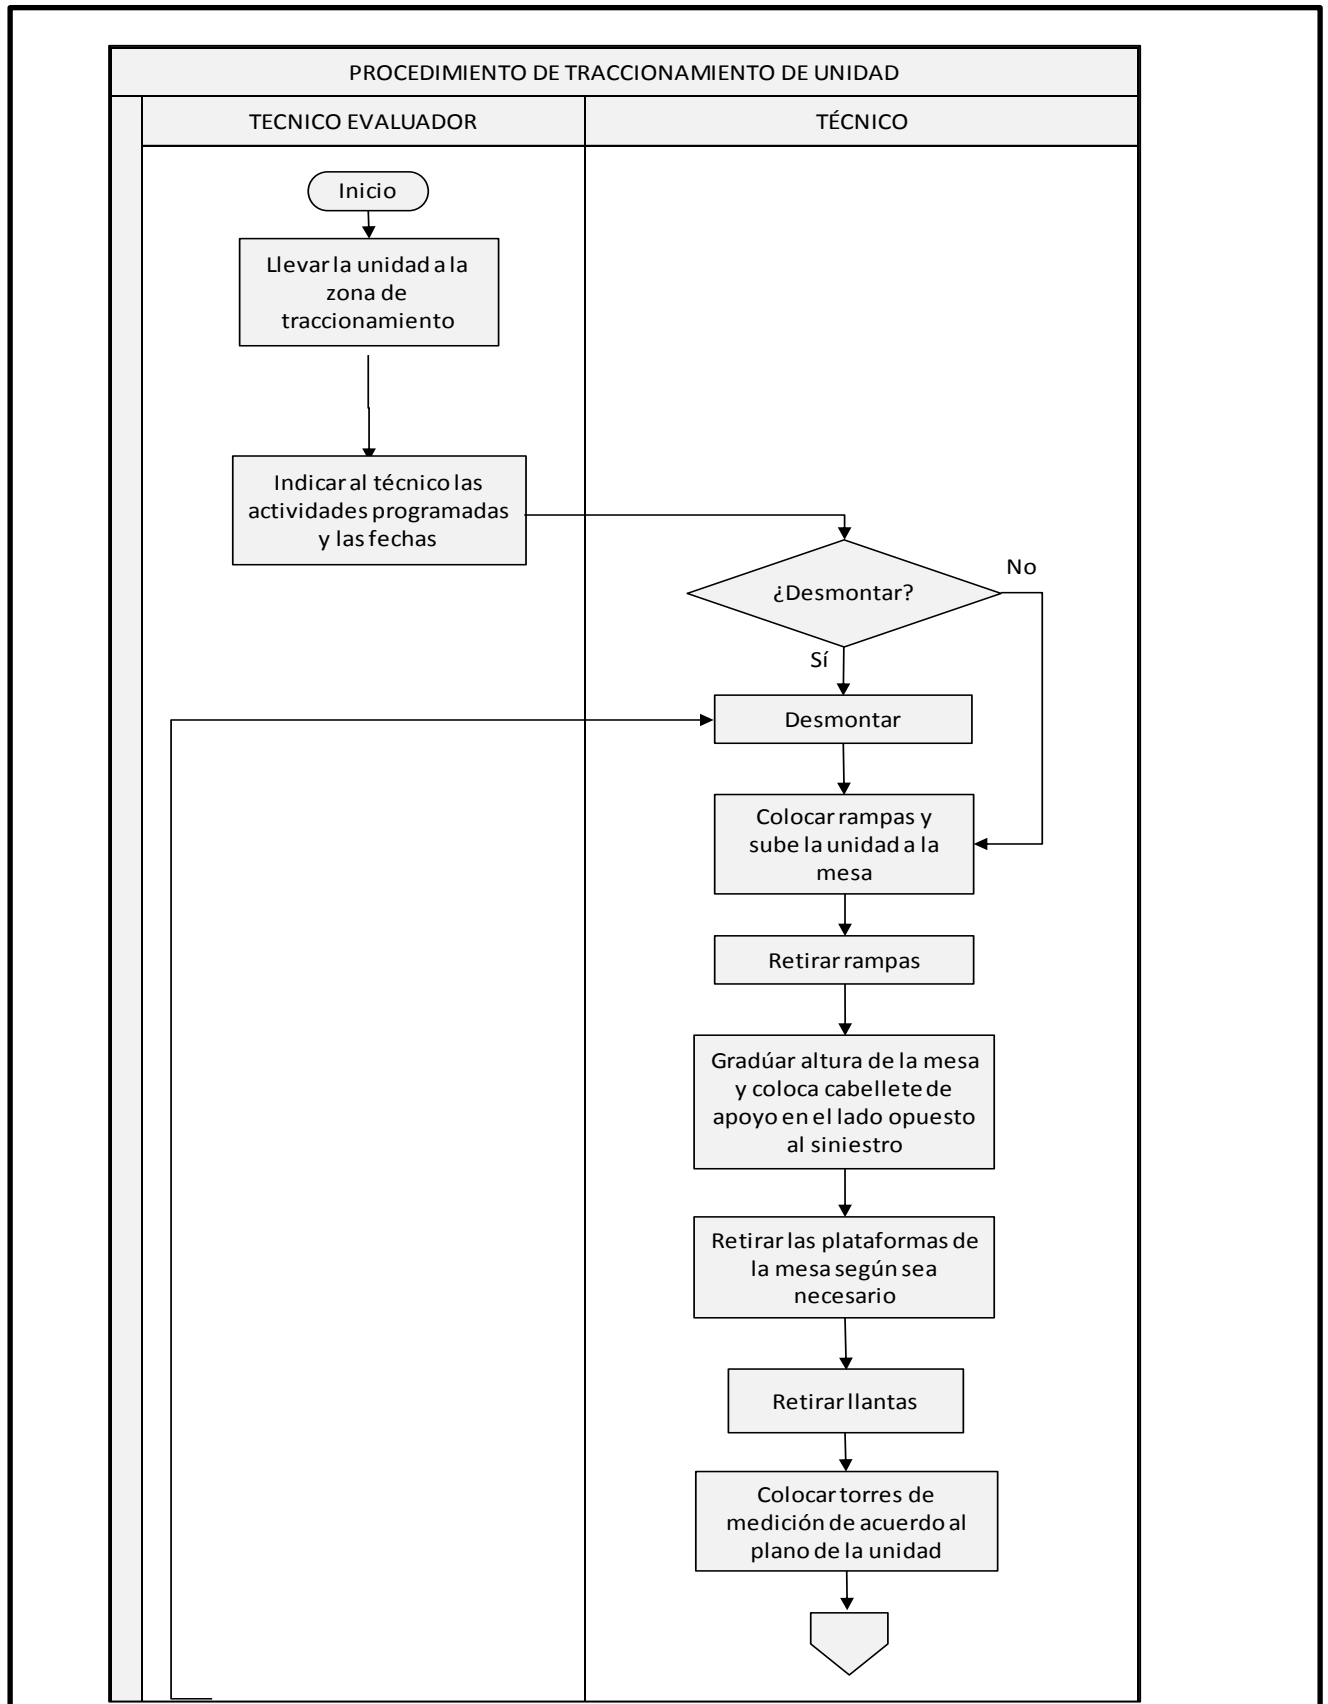 PROCEDIMIENTO DE TRACCIONAMIENTO DE UNIDAD
TECNICO EVALUADOR
TÉCNICO
Inicio
Llevar la unidad a la
zona de
traccionamiento
Indicar al técnico las
actividades programadas
y las fechas
¿Desmontar?
No
Sí
Desmontar
Colocar rampas y
sube la unidad a la
mesa
Retirar rampas
Gradúar altura de la mesa
y coloca cabellete de
apoyo en el lado opuesto
al siniestro
Retirar las plataformas de
la mesa según sea
necesario
Retirar llantas
Colocar torres de
medición de acuerdo al
plano de la unidad